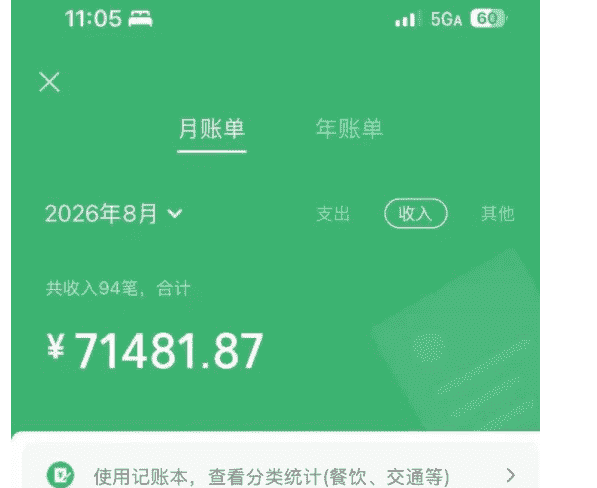 11:05 5GA 60
月账单 年账单
2026年8月 支出 收入 其他
共收入94笔，合计
¥71481.87
使用记账本，查看分类统计(餐饮、交通等)